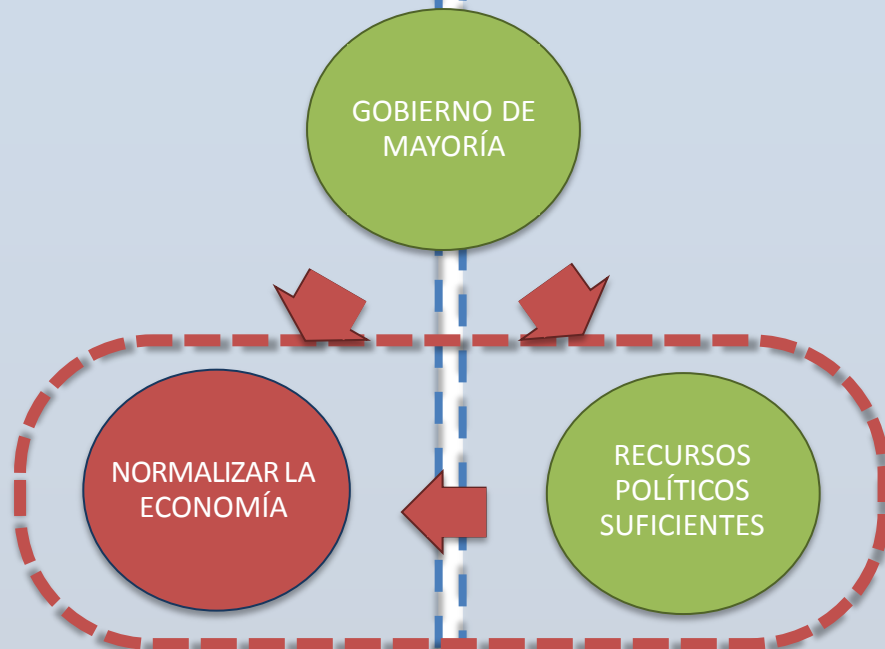 GOBIERNO DE
MAYORÍA
NORMALIZAR LA
ECONOMÍA
RECURSOS
POLÍTICOS
SUFICIENTES